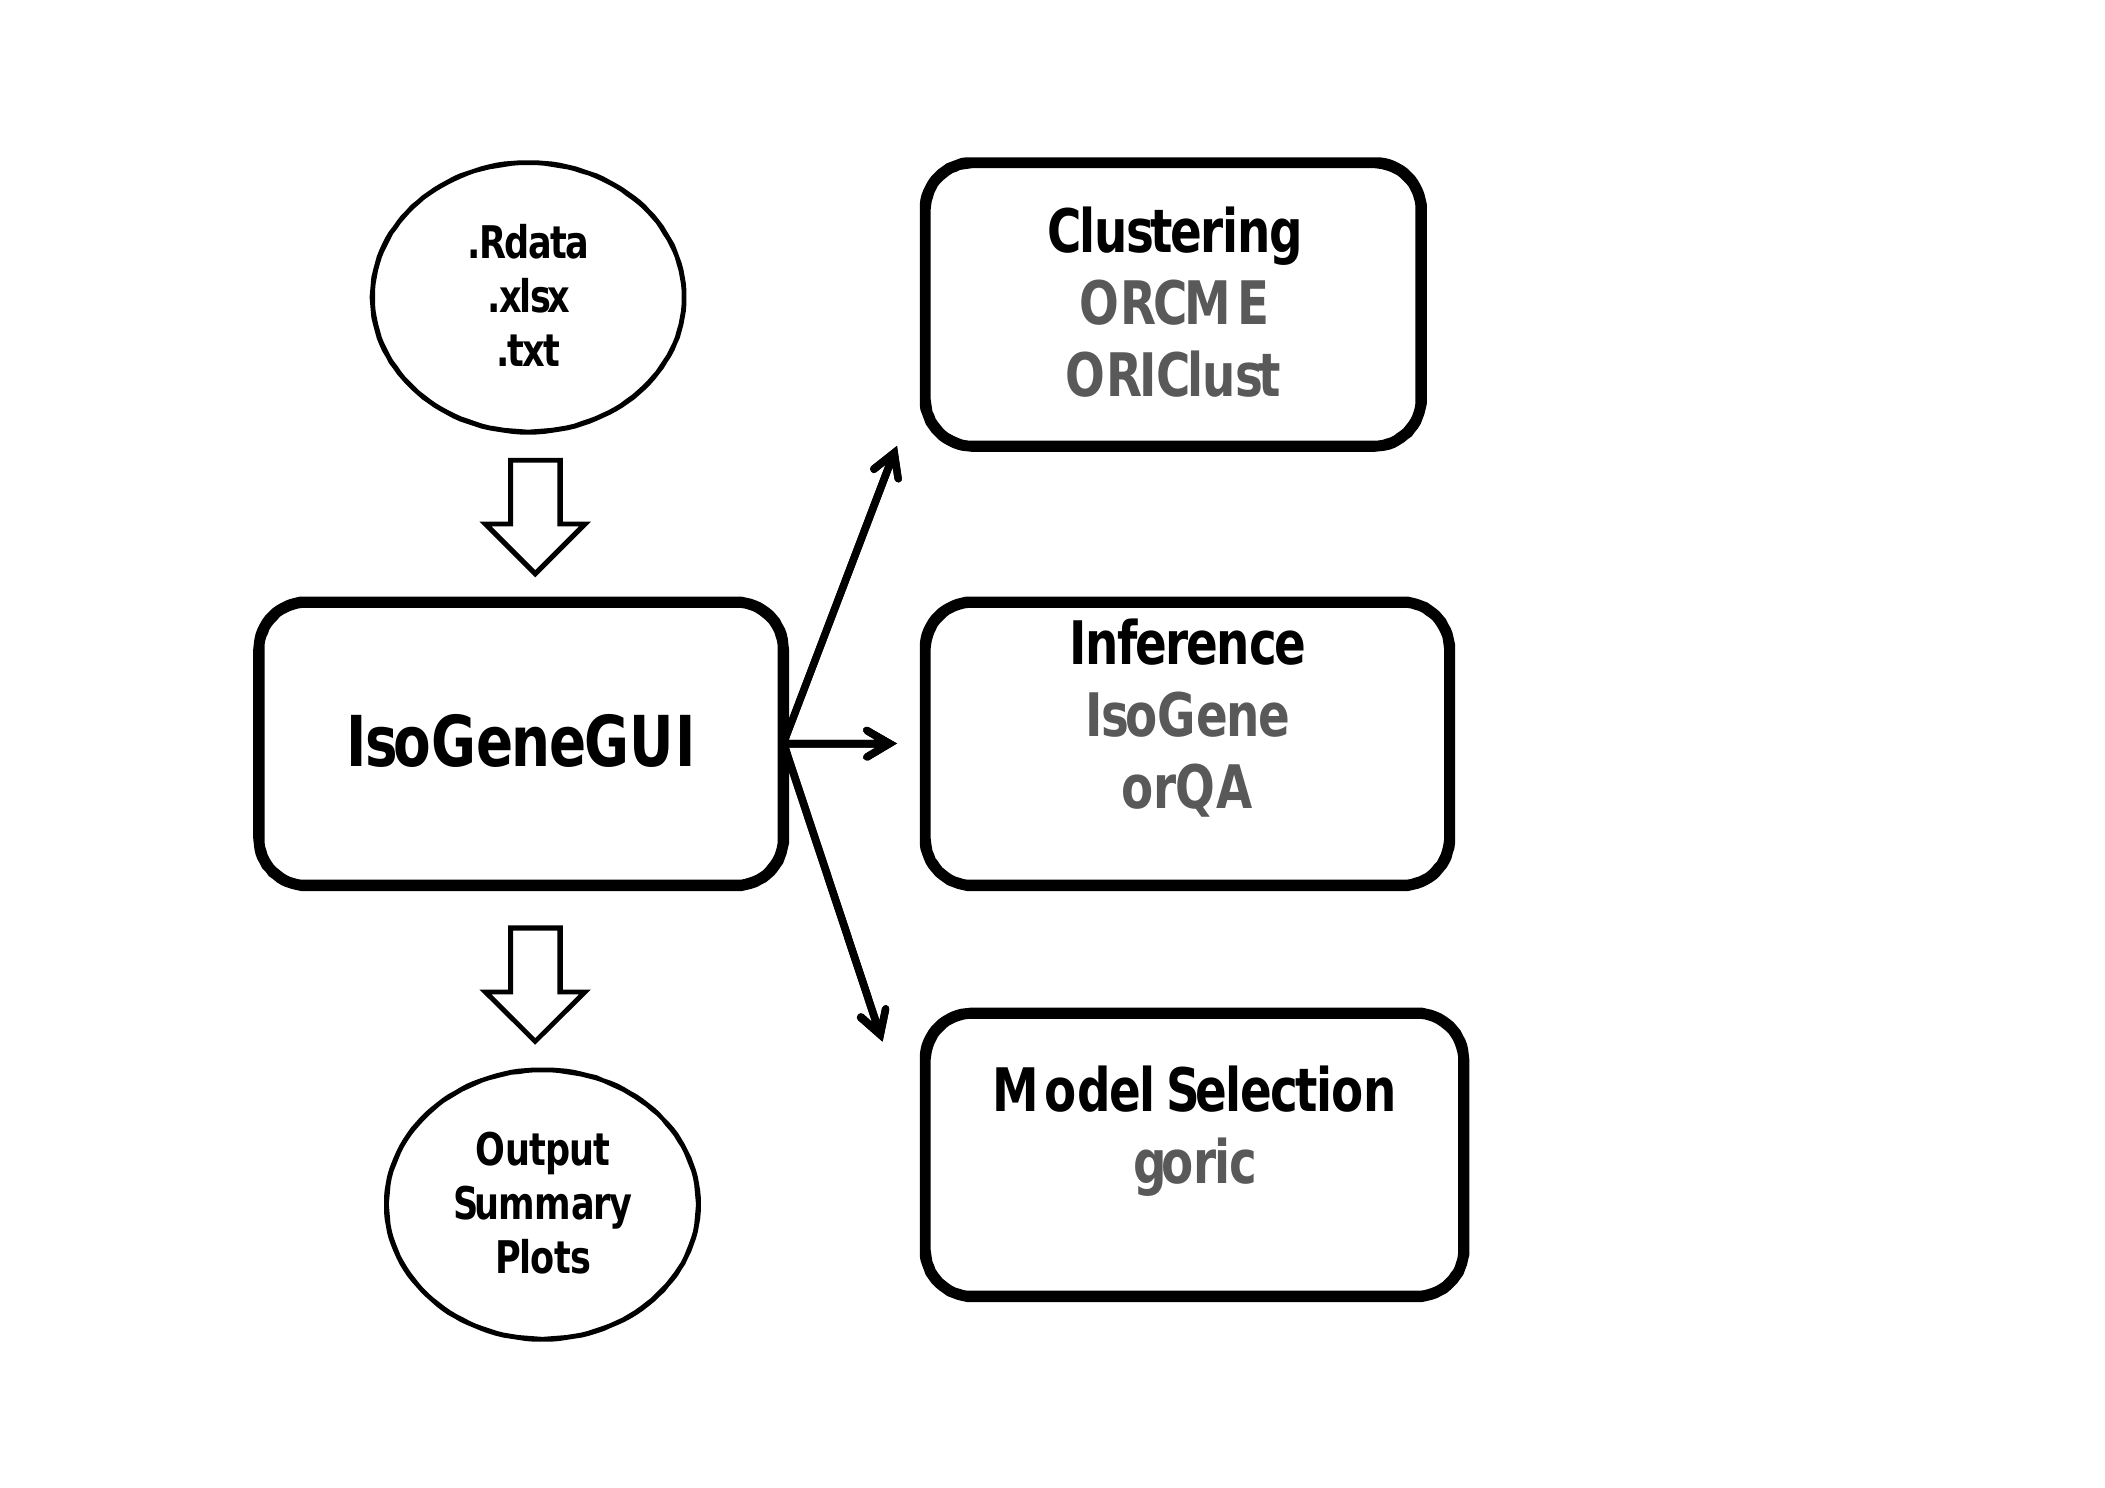 .Rdata
.xlsx
.txt
IsoGeneGUI
Output
Summary
Plots
Clustering
ORCME
ORIClust
Inference
IsoGene
orQA
Model Selection
goric